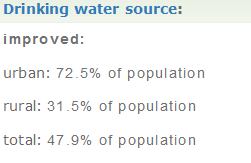 Drinking water source:
improved:
urban: 72.5% of population
rural: 31.5% of population
total: 47.9% of population